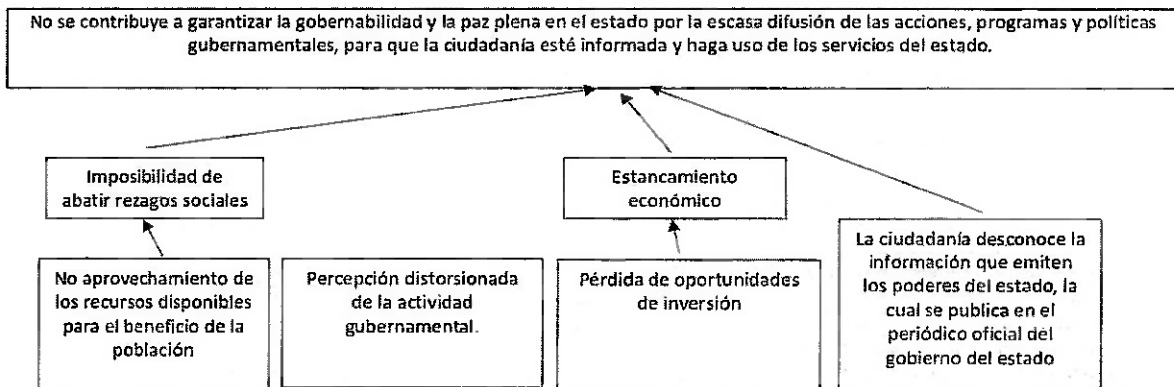 No se contribuye a garantizar la gobernabilidad y la paz plena en el estado por la escasa difusión de las acciones, programas y políticas
gubernamentales, para que la ciudadanía esté informada y haga uso de los servicios del estado.
Imposibilidad de
abatir rezagos sociales
Estancamiento
económico
No aprovechamiento de
los recursos disponibles
para el beneficio de la
población
Percepción distorsionada
de la actividad
gubernamental.
Pérdida de oportunidades
de inversión
La ciudadanía desconoce la
información que emiten
los poderes del estado, la
cual se publica en el
periódico oficial del
gobierno del estado